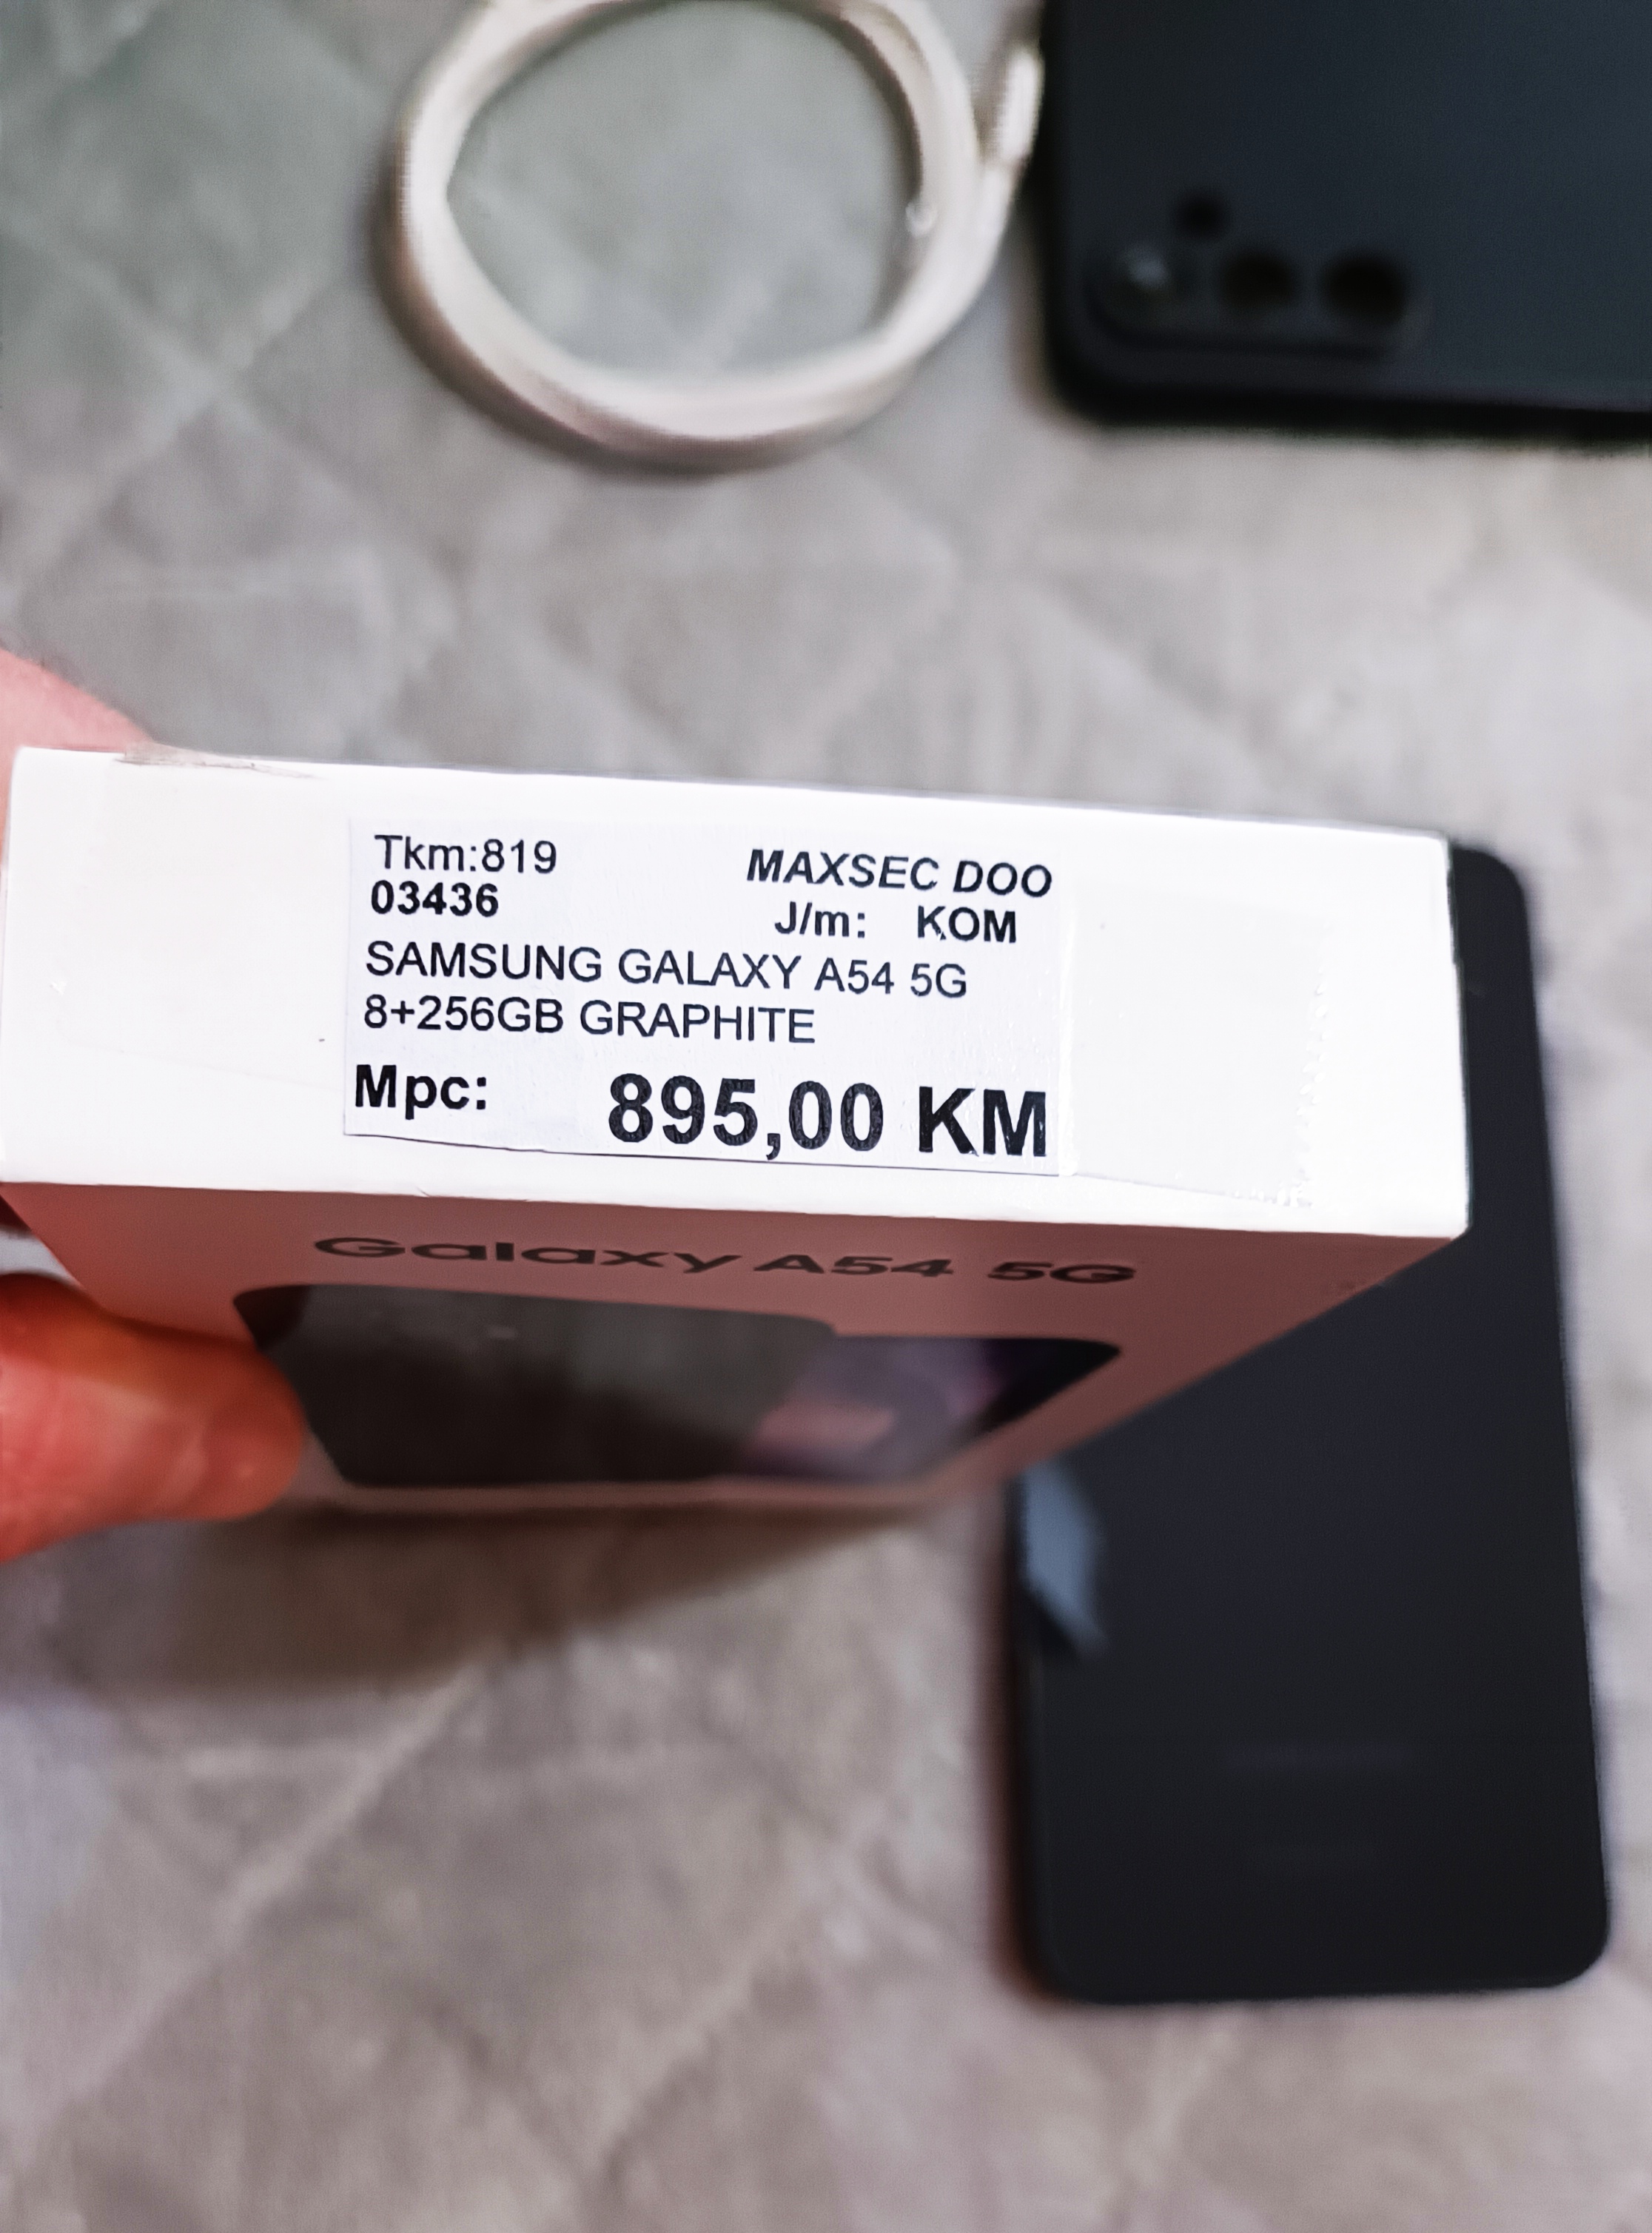 Tkm:819
MAXSEC DOO
03436
J/m: KOM
SAMSUNG GALAXY A54 5G
8+256GB GRAPHITE
Mpc: 895,00 KM
Galaxy A54 5G